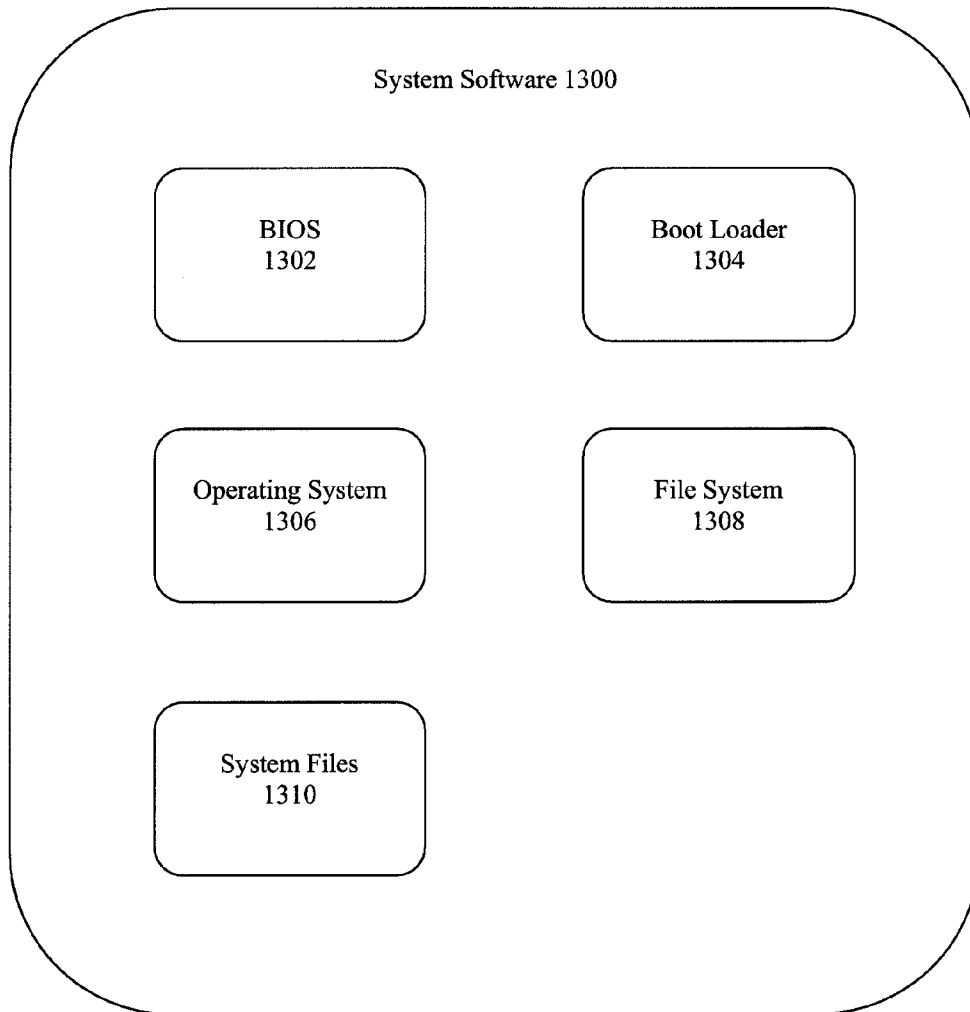 System Software 1300
BIOS
1302
Boot Loader
1304
Operating System
1306
File System
1308
System Files
1310